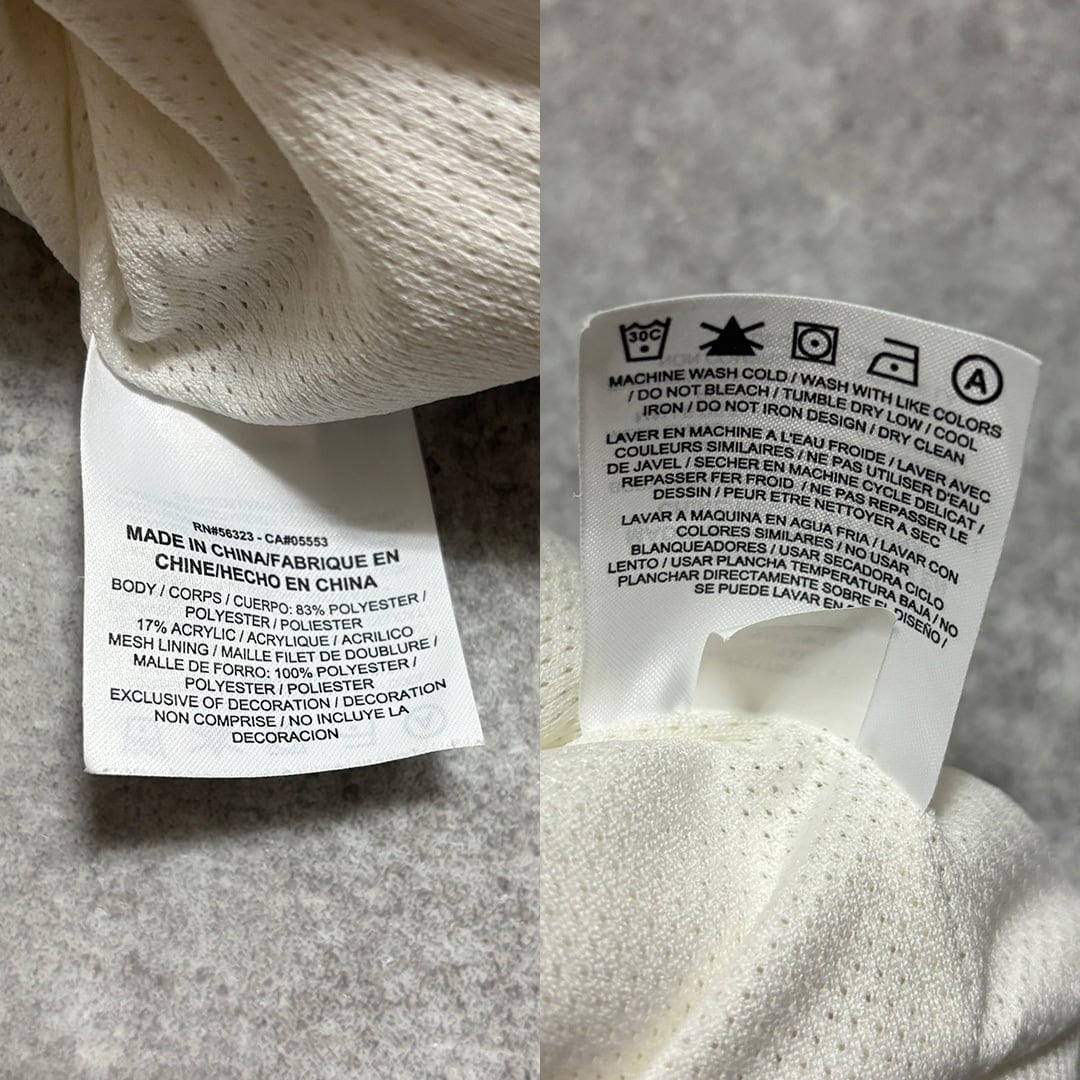 RN#56323 - CA#05553
MADE IN CHINA/FABRIQUE EN
CHINE/HECHO EN CHINA
BODY / CORPS / CUERPO: 83% POLYESTER /
POLYESTER / POLIESTER
17% ACRYLIC / ACRYLIQUE / ACRILICO
MESH LINING / MAILLE FILET DE DOUBLURE /
MALLE DE FORRO: 100% POLYESTER /
POLYESTER / POLIESTER
EXCLUSIVE OF DECORATION / DECORATION
NON COMPRISE / NO INCLUYE LA
DECORACION
30C
A
MACHINE WASH COLD / WASH WITH LIKE COLORS
/ DO NOT BLEACH / TUMBLE DRY LOW / COOL
IRON / DO NOT IRON DESIGN / DRY CLEAN
LAVER EN MACHINE A L'EAU FROIDE / LAVER AVEC
COULEURS SIMILAIRES / NE PAS UTILISER D'EAU
DE JAVEL / SECHER EN MACHINE CYCLE DELICAT /
REPASSER FER FROID / NE PAS REPASSER LE
DESSIN / PEUR ETRE NETTOYER A SEC
LAVAR A MAQUINA EN AGUA FRIA / LAVAR CON
COLORES SIMILARES / NO USAR
BLANQUEADORES / USAR SECADORA CICLO
LENTO / USAR PLANCHA TEMPERATURA BAJA / NO
PLANCHAR DIRECTAMENTE SOBRE EL DISEÑO /
SE PUEDE LAVAR EN